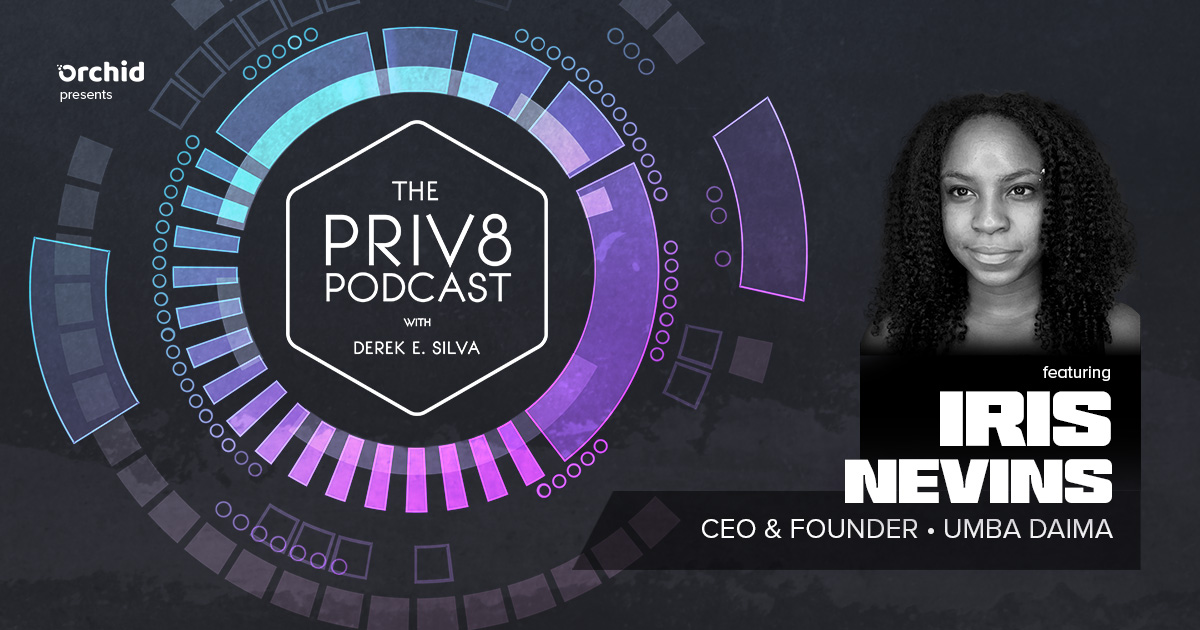 orchid
presents
THE
PRIV8
PODCAST
WITH
DEREK E. SILVA
featuring
IRIS
NEVINS
CEO & FOUNDER • UMBA DAIMA